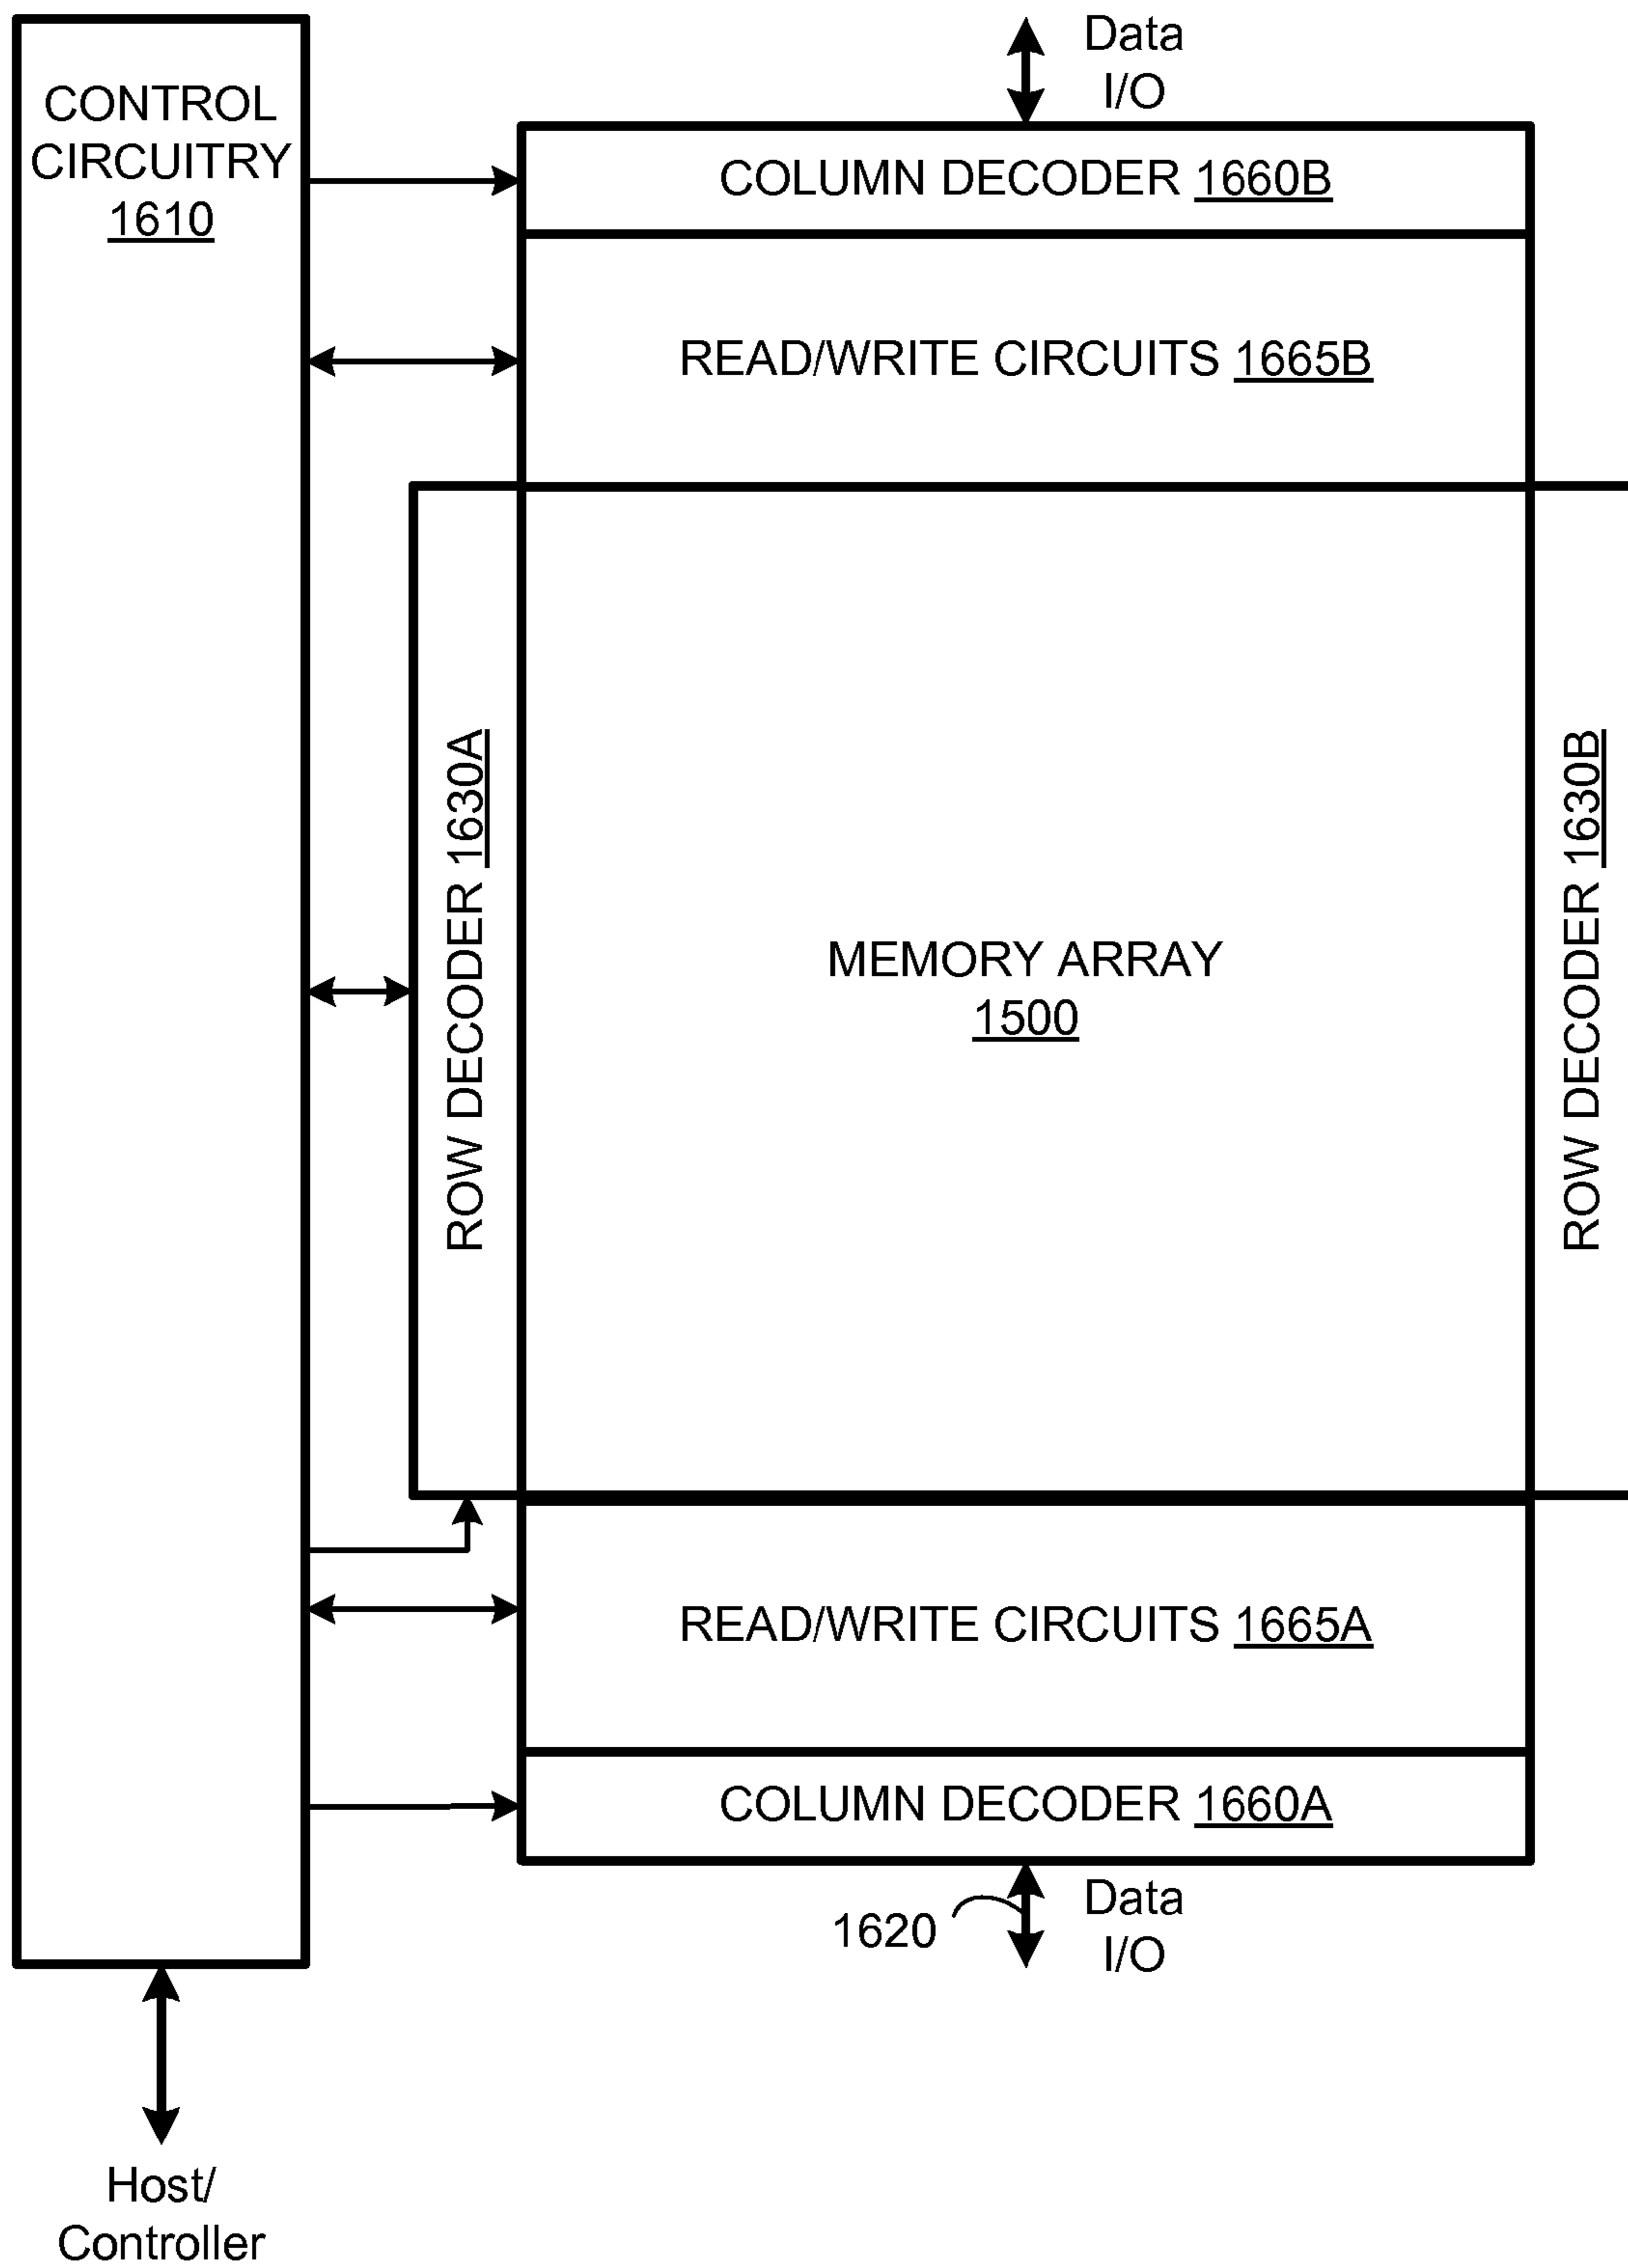 Data
I/O
CONTROL
CIRCUITRY
1610
COLUMN DECODER 1660B
READ/WRITE CIRCUITS 1665B
ROW DECODER 1630A
MEMORY ARRAY
1500
ROW DECODER 1630B
READ/WRITE CIRCUITS 1665A
COLUMN DECODER 1660A
1620
Data
I/O
Host/
Controller